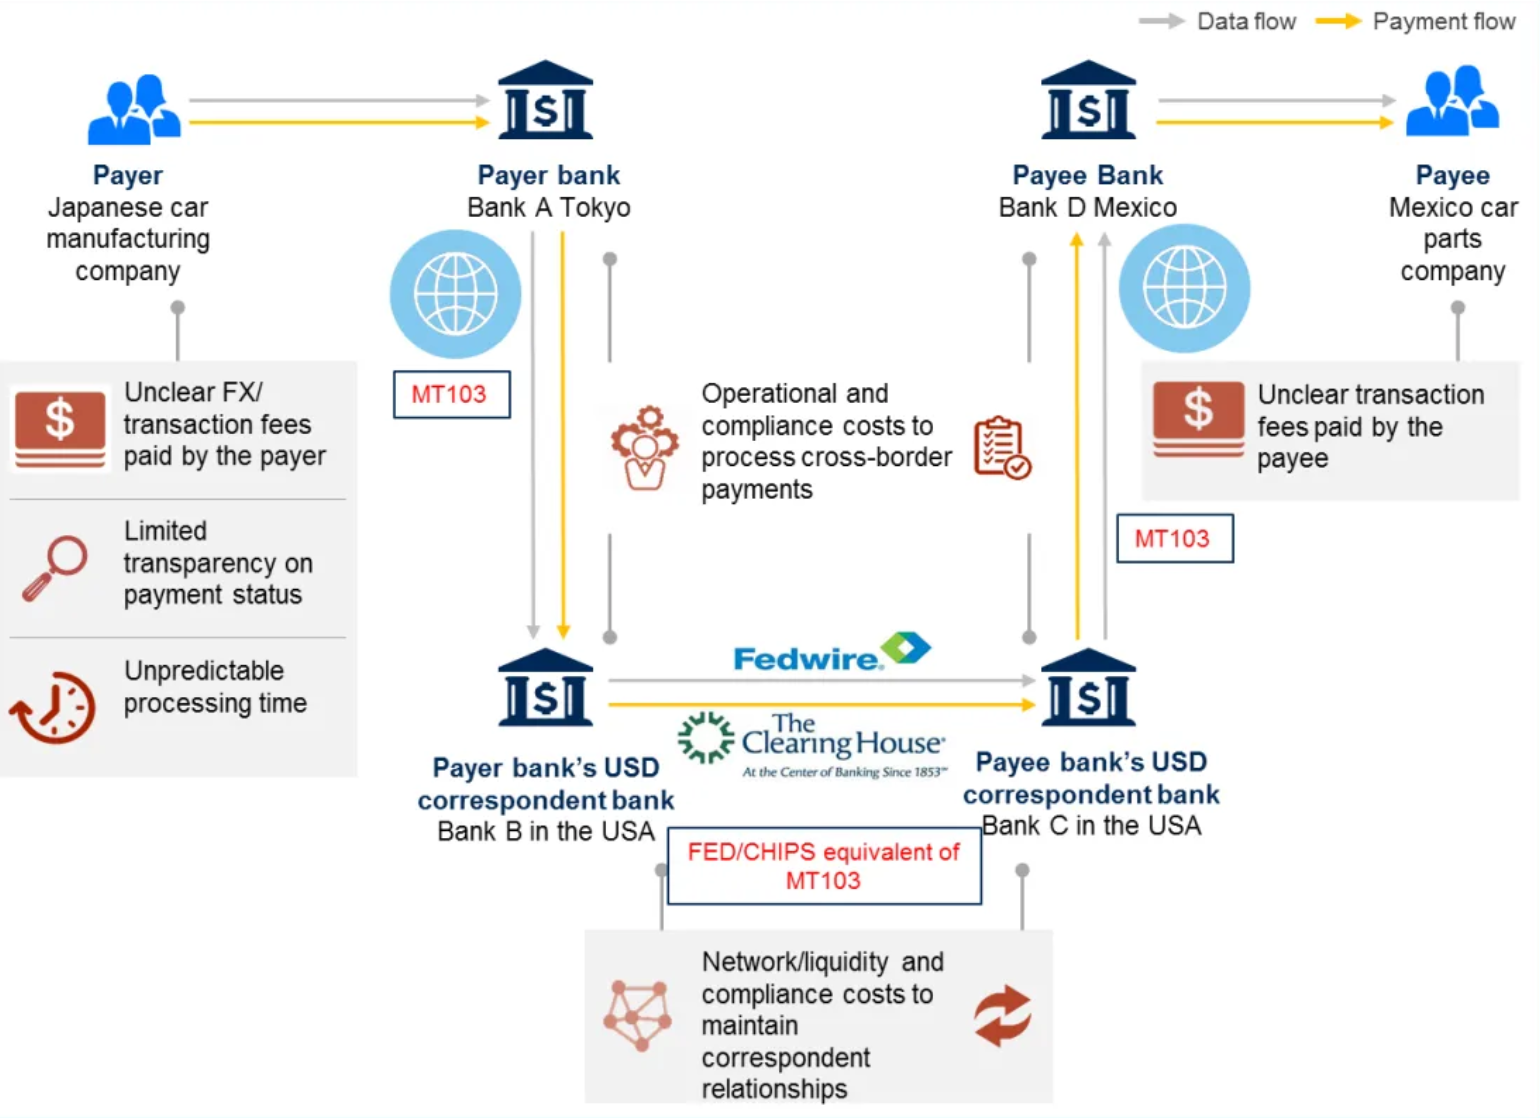 Data flow
Payment flow
Payer
Japanese car
manufacturing
company
Payer bank
Bank A Tokyo
Payee Bank
Bank D Mexico
Payee
Mexico car
parts
company
MT103
Unclear FX/
transaction fees
paid by the payer
Limited
transparency on
payment status
Unpredictable
processing time
Operational and
compliance costs to
process cross-border
payments
Unclear transaction
fees paid by the
payee
MT103
Fedwire®
The
Clearing House®
At the Center of Banking Since 1853℠
Payer bank's USD
correspondent bank
Bank B in the USA
Payee bank's USD
correspondent bank
Bank C in the USA
FED/CHIPS equivalent of
MT103
Network/liquidity and
compliance costs to
maintain
correspondent
relationships